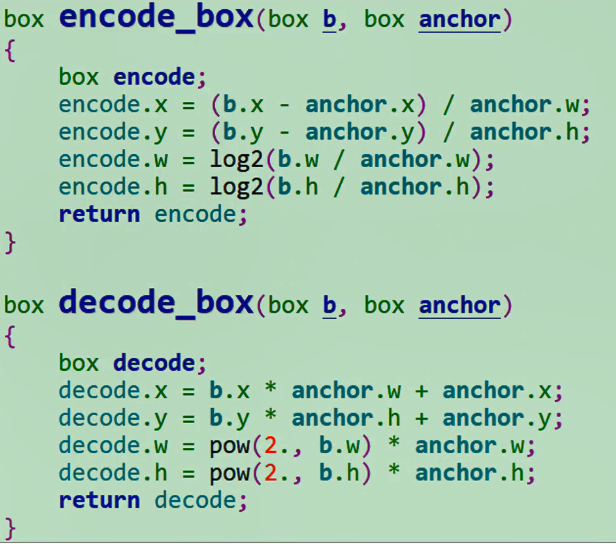 box encode_box(box b, box anchor)
{
    box encode;
    encode.x = (b.x - anchor.x) / anchor.w;
    encode.y = (b.y - anchor.y) / anchor.h;
    encode.w = log2(b.w / anchor.w);
    encode.h = log2(b.h / anchor.h);
    return encode;
}

box decode_box(box b, box anchor)
{
    box decode;
    decode.x = b.x * anchor.w + anchor.x;
    decode.y = b.y * anchor.h + anchor.y;
    decode.w = pow(2., b.w) * anchor.w;
    decode.h = pow(2., b.h) * anchor.h;
    return decode;
}